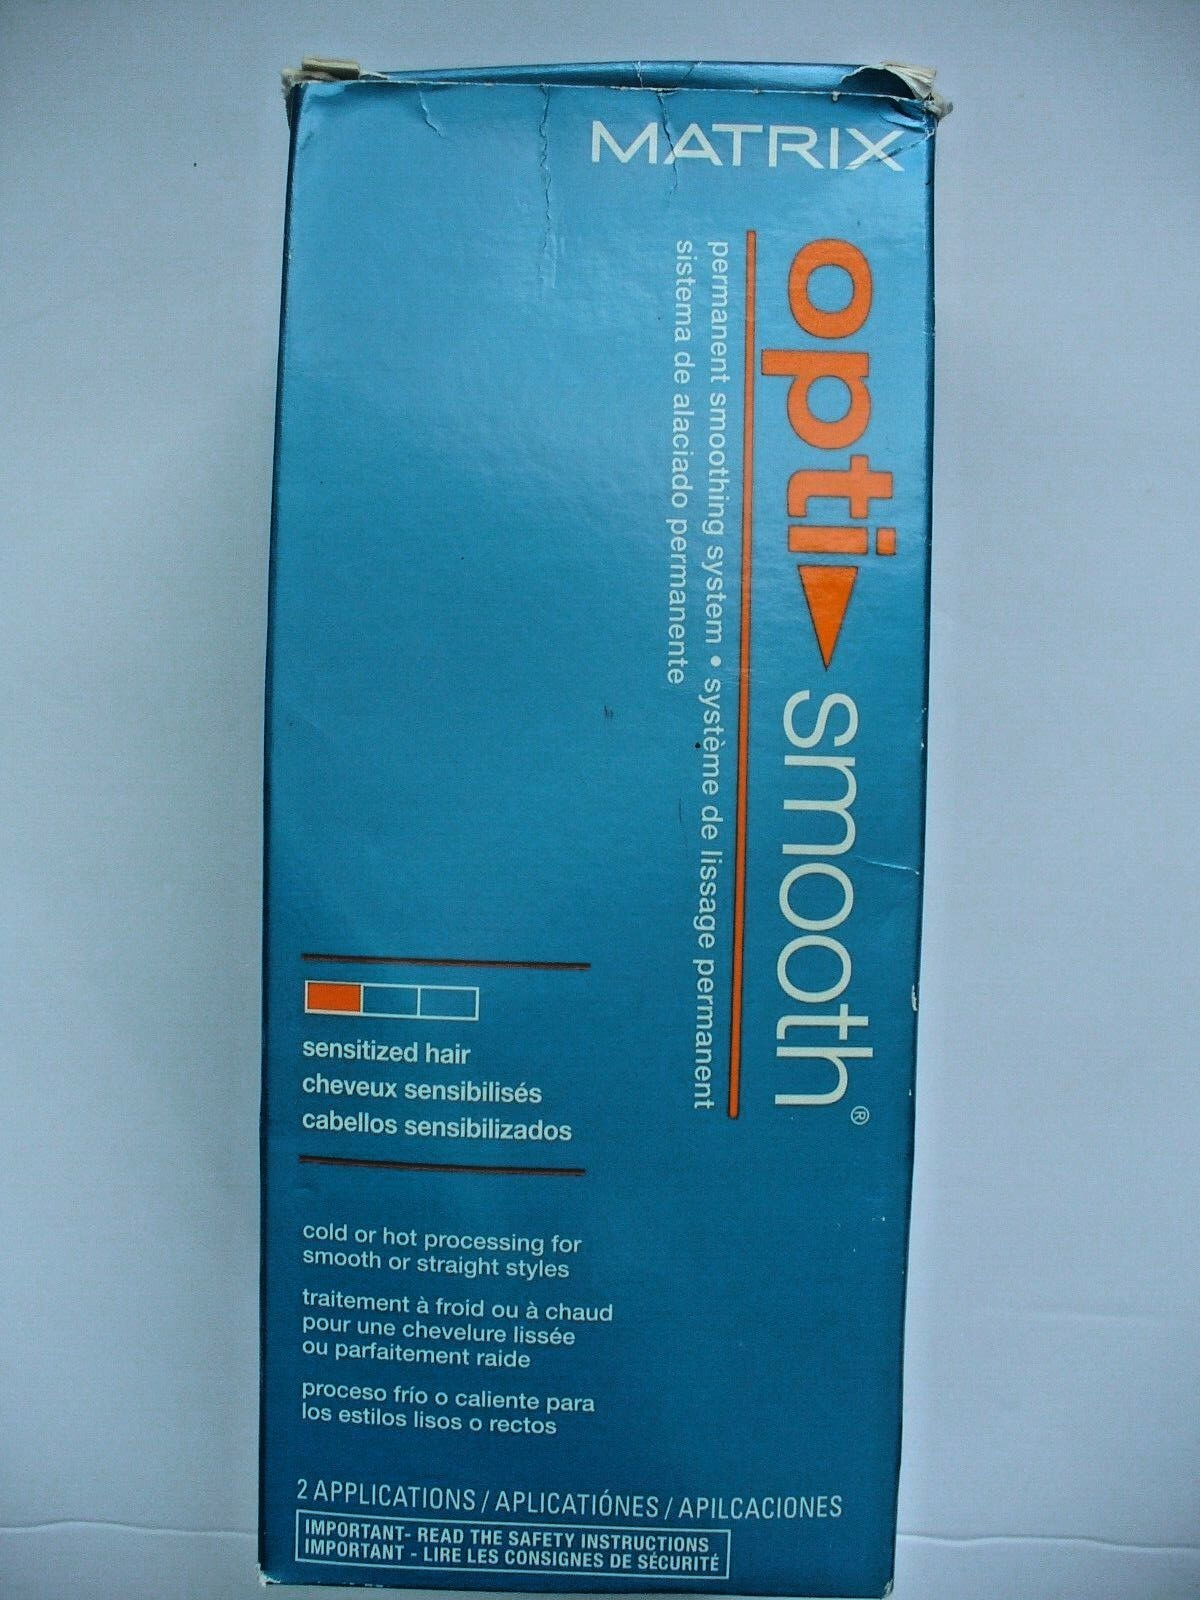 MATRIX
opti smooth®
permanent smoothing system • système de lissage permanent
sistema de alaciado permanente
sensitized hair
cheveux sensibilisés
cabellos sensibilizados
cold or hot processing for
smooth or straight styles
traitement à froid ou à chaud
pour une chevelure lissée
ou parfaitement raide
proceso frío o caliente para
los estilos lisos o rectos
2 APPLICATIONS / APLICATIÓNES / APILCACIONES
IMPORTANT- READ THE SAFETY INSTRUCTIONS
IMPORTANT - LIRE LES CONSIGNES DE SÉCURITÉ